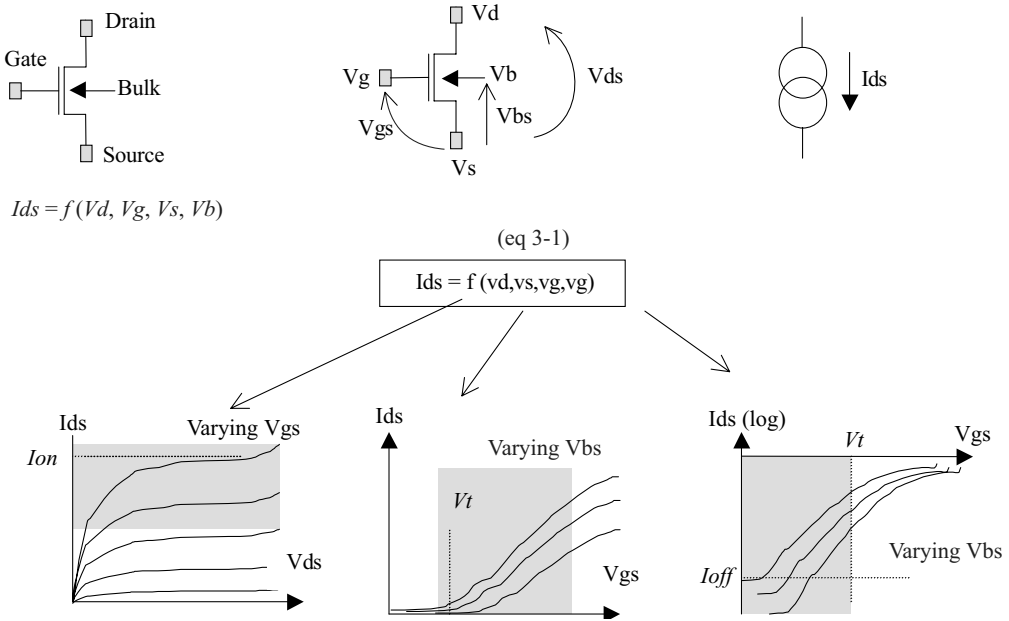 Drain
Gate
Bulk
Source
Vd
Vg
Vb
Vds
Vbs
Vgs
Vs
Ids
Ids = f (Vd, Vg, Vs, Vb)
(eq 3-1)
Ids = f (vd,vs,vg,vg)
Ids
Varying Vgs
Ion
Vds
Ids
Varying Vbs
Vt
Vgs
Ids (log)
Vt
Vgs
Varying Vbs
Ioff